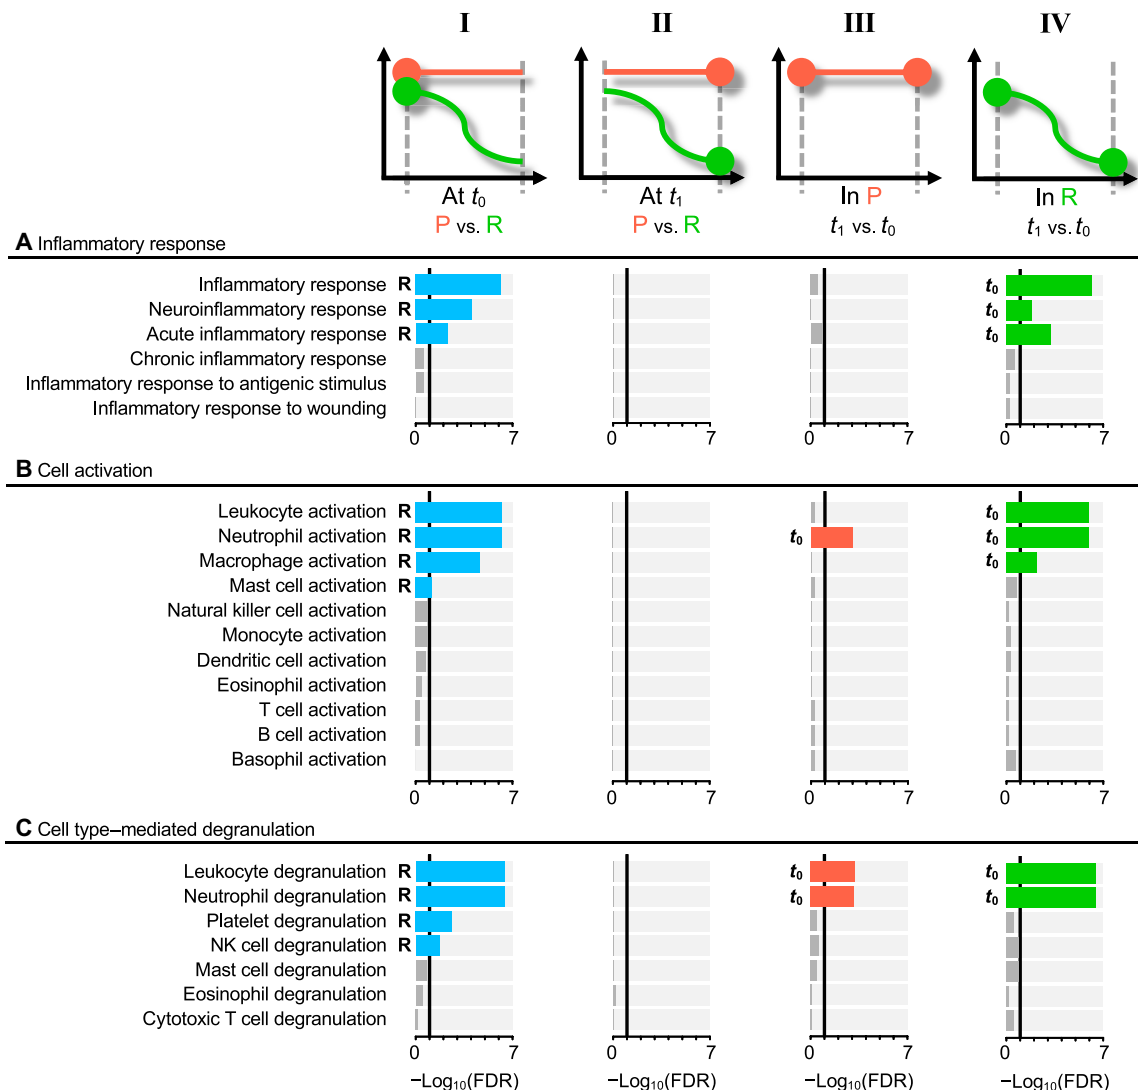 I II III IV
At t0 At t1 In P In R
P vs. R P vs. R t1 vs. t0 t1 vs. t0
A Inflammatory response
Inflammatory response R t0
Neuroinflammatory response R t0
Acute inflammatory response R t0
Chronic inflammatory response
Inflammatory response to antigenic stimulus
Inflammatory response to wounding
0 7 0 7 0 7 0 7
B Cell activation
Leukocyte activation R t0
Neutrophil activation R t0 t0
Macrophage activation R t0
Mast cell activation R
Natural killer cell activation
Monocyte activation
Dendritic cell activation
Eosinophil activation
T cell activation
B cell activation
Basophil activation
0 7 0 7 0 7 0 7
C Cell type–mediated degranulation
Leukocyte degranulation R t0 t0
Neutrophil degranulation R t0 t0
Platelet degranulation R
NK cell degranulation R
Mast cell degranulation
Eosinophil degranulation
Cytotoxic T cell degranulation
0 7 0 7 0 7 0 7
−Log10(FDR) −Log10(FDR) −Log10(FDR) −Log10(FDR)